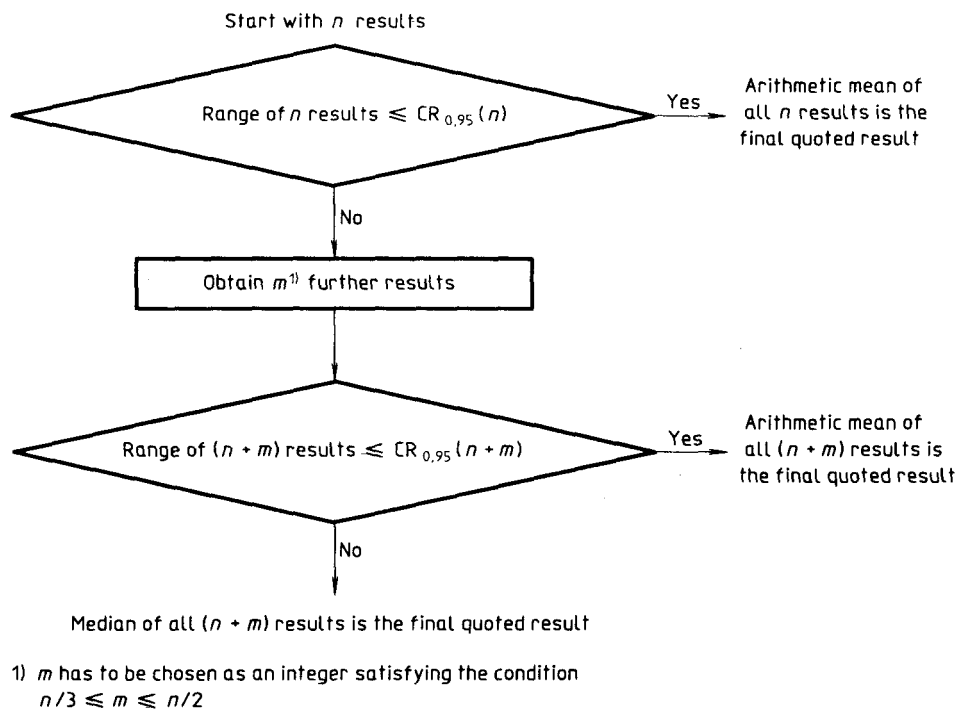 Start with n results
Range of n results ≤ CR0,95(n)
Yes
Arithmetic mean of
all n results is the
final quoted result
No
Obtain m1) further results
Range of (n + m) results ≤ CR0,95(n + m)
Yes
Arithmetic mean of
all (n + m) results is
the final quoted result
No
Median of all (n + m) results is the final quoted result
1) m has to be chosen as an integer satisfying the condition
n/3 ≤ m ≤ n/2